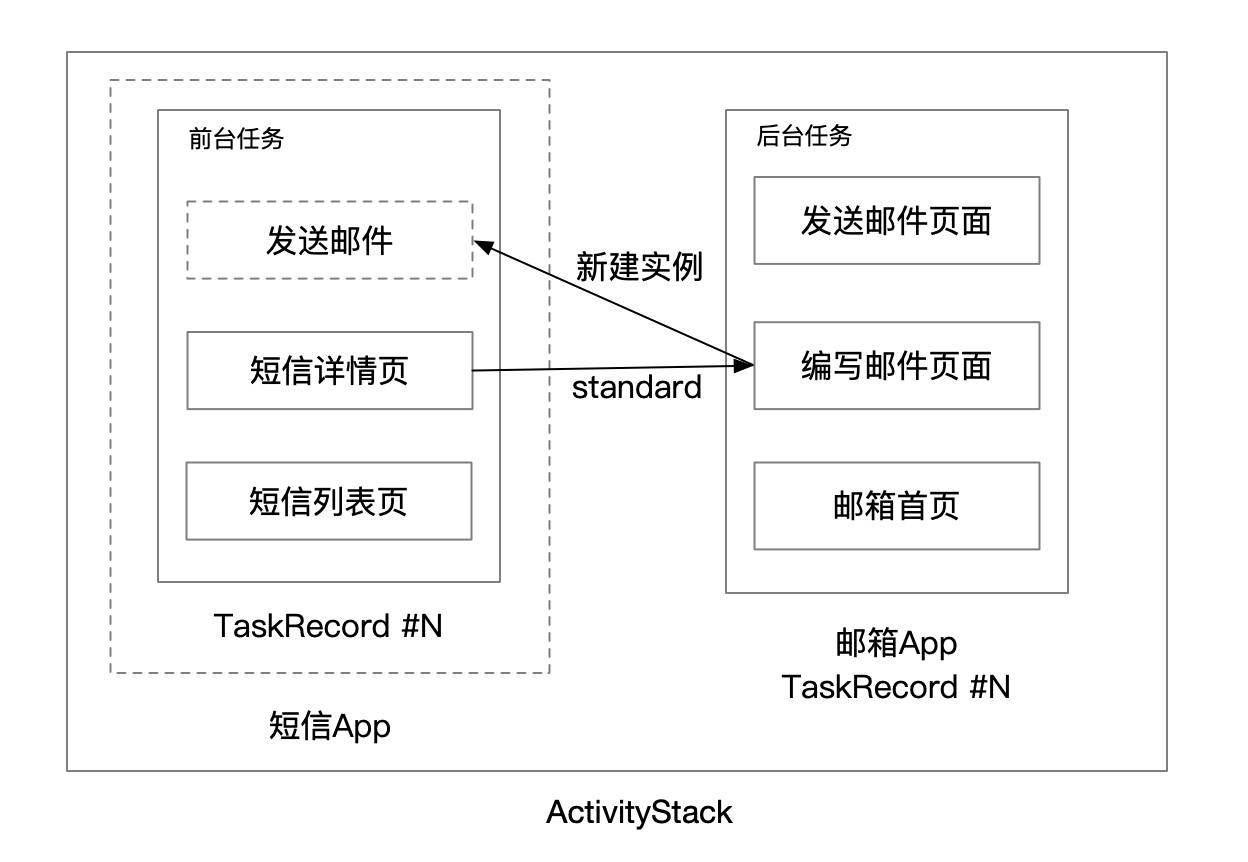 前台任务
发送邮件
短信详情页
短信列表页
TaskRecord #N
短信App
新建实例
standard
后台任务
发送邮件页面
编写邮件页面
邮箱首页
邮箱App
TaskRecord #N
ActivityStack